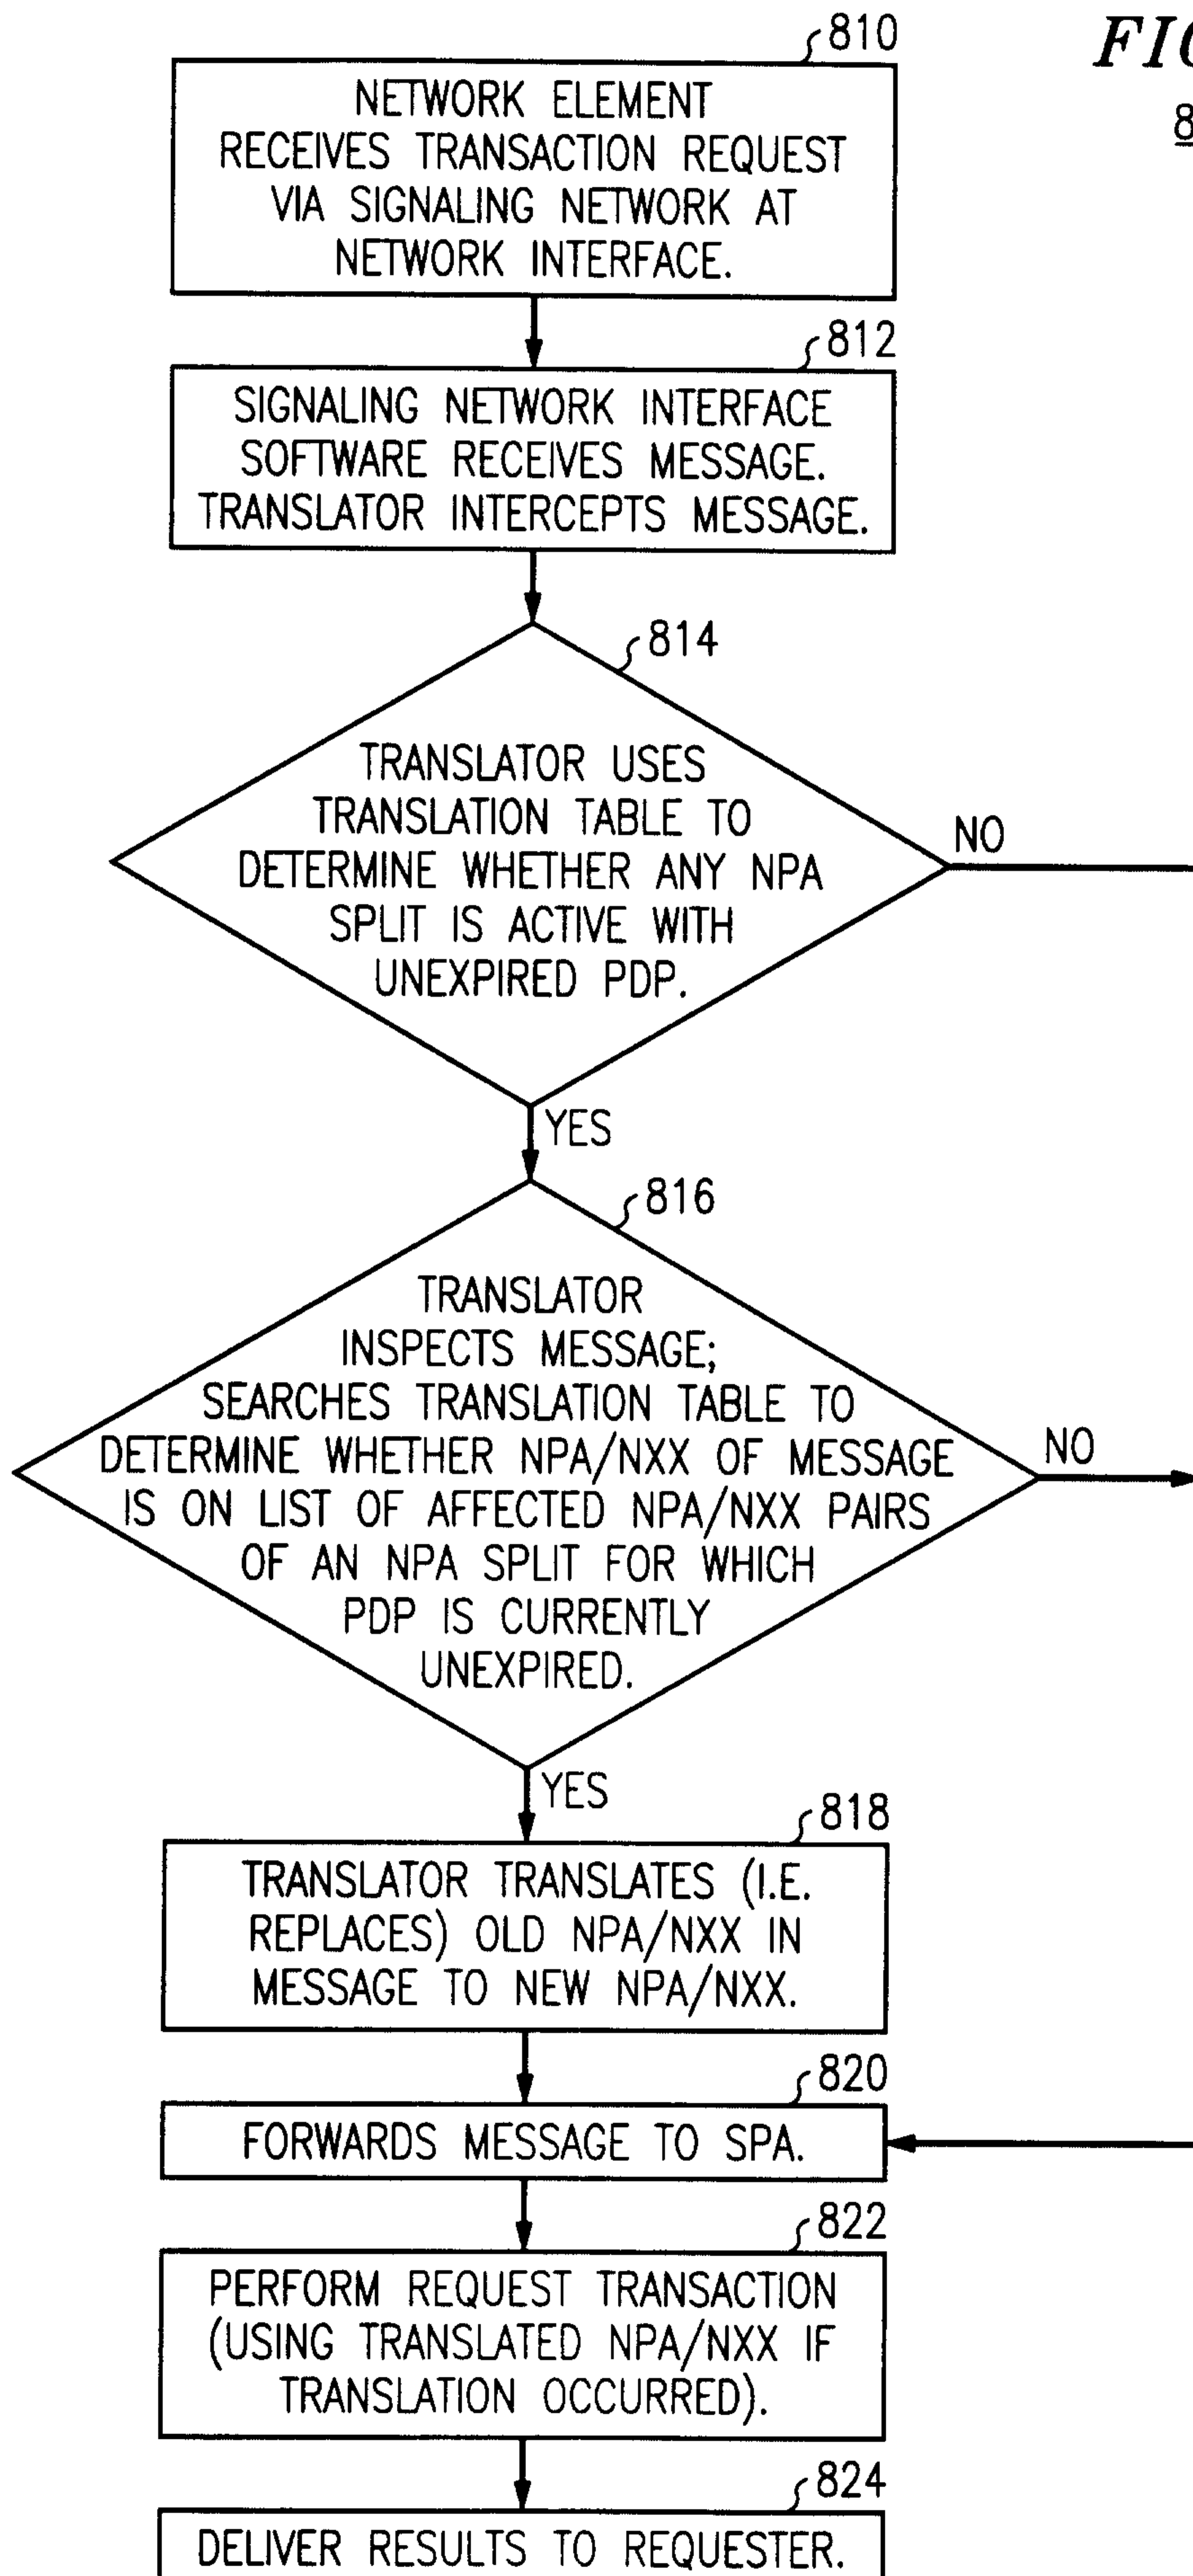 810
FIG
8
NETWORK ELEMENT
RECEIVES TRANSACTION REQUEST
VIA SIGNALING NETWORK AT
NETWORK INTERFACE.
812
SIGNALING NETWORK INTERFACE
SOFTWARE RECEIVES MESSAGE.
TRANSLATOR INTERCEPTS MESSAGE.
814
TRANSLATOR USES
TRANSLATION TABLE TO
DETERMINE WHETHER ANY NPA
SPLIT IS ACTIVE WITH
UNEXPIRED PDP.
NO
YES
816
TRANSLATOR
INSPECTS MESSAGE;
SEARCHES TRANSLATION TABLE TO
DETERMINE WHETHER NPA/NXX OF MESSAGE
IS ON LIST OF AFFECTED NPA/NXX PAIRS
OF AN NPA SPLIT FOR WHICH
PDP IS CURRENTLY
UNEXPIRED.
NO
YES
818
TRANSLATOR TRANSLATES (I.E.
REPLACES) OLD NPA/NXX IN
MESSAGE TO NEW NPA/NXX.
820
FORWARDS MESSAGE TO SPA.
822
PERFORM REQUEST TRANSACTION
(USING TRANSLATED NPA/NXX IF
TRANSLATION OCCURRED).
824
DELIVER RESULTS TO REQUESTER.